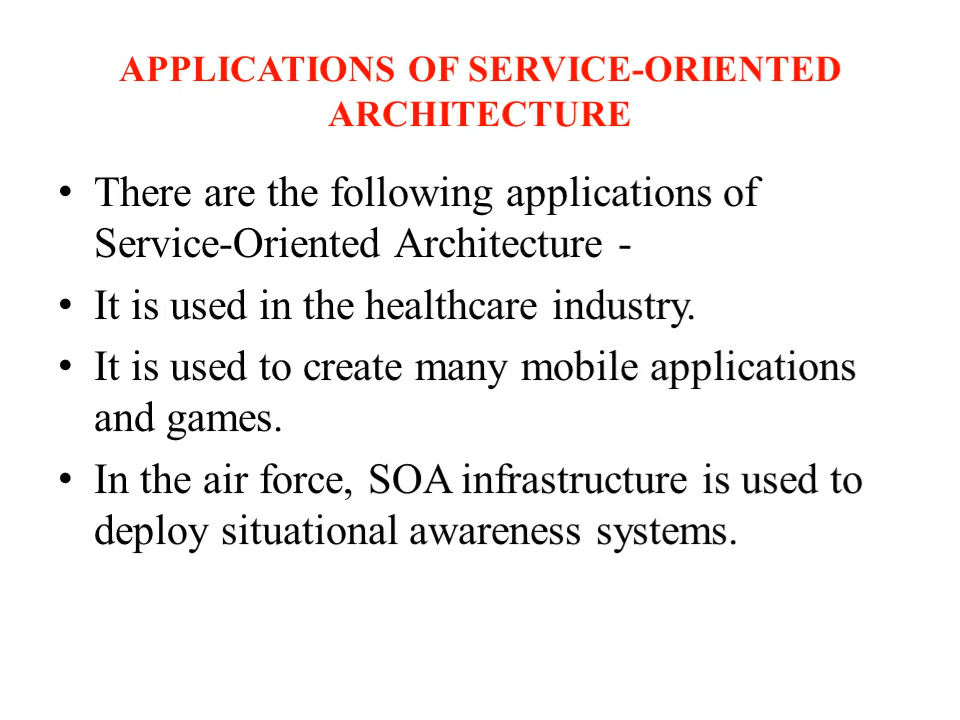 APPLICATIONS OF SERVICE-ORIENTED
ARCHITECTURE
• There are the following applications of
Service-Oriented Architecture -
• It is used in the healthcare industry.
• It is used to create many mobile applications
and games.
• In the air force, SOA infrastructure is used to
deploy situational awareness systems.